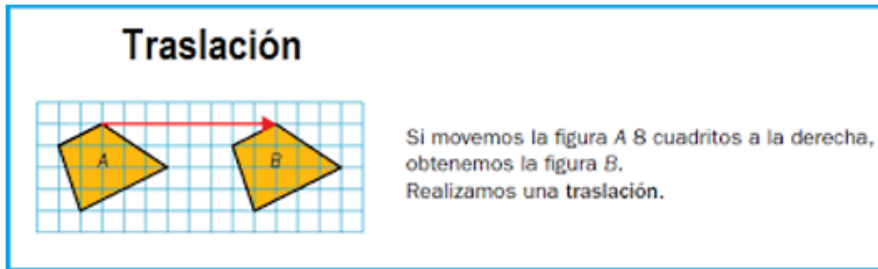 Traslación
A
B
Si movemos la figura A 8 cuadritos a la derecha,
obtenemos la figura B.
Realizamos una traslación.